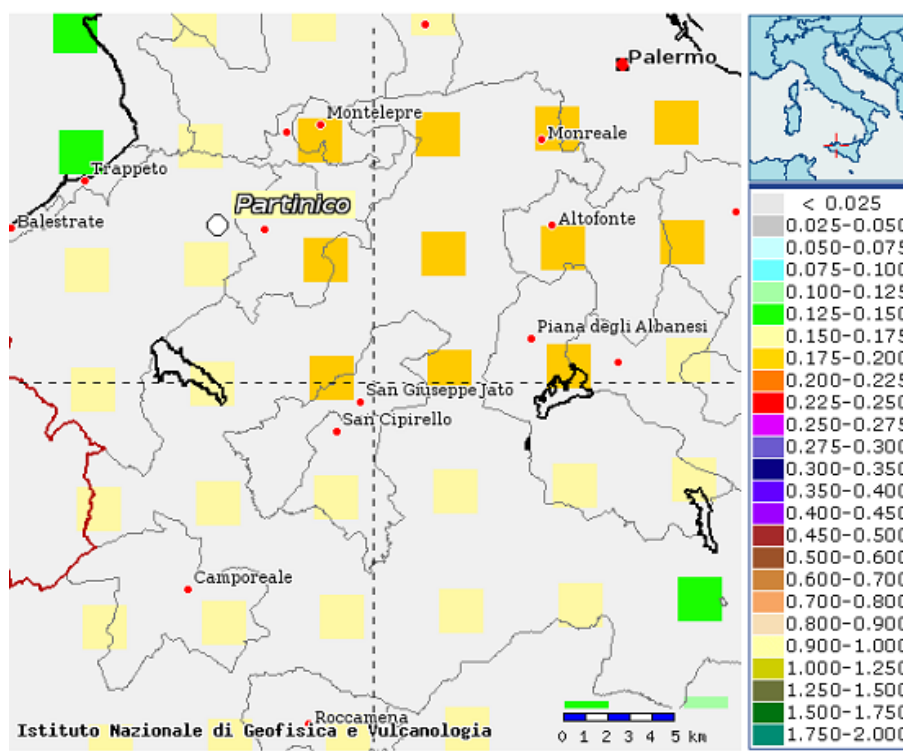 Palermo
Montelepre
Monreale
Trappeto
Partinico
Balestrate
Altofonte
Piana degli Albanesi
San Giuseppe Jato
San Cipirello
Camporeale
Roccamena
Istituto Nazionale di Geofisica e Vulcanologia
0 1 2 3 4 5 km
< 0.025
0.025-0.050
0.050-0.075
0.075-0.100
0.100-0.125
0.125-0.150
0.150-0.175
0.175-0.200
0.200-0.225
0.225-0.250
0.250-0.275
0.275-0.300
0.300-0.350
0.350-0.400
0.400-0.450
0.450-0.500
0.500-0.600
0.600-0.700
0.700-0.800
0.800-0.900
0.900-1.000
1.000-1.250
1.250-1.500
1.500-1.750
1.750-2.000